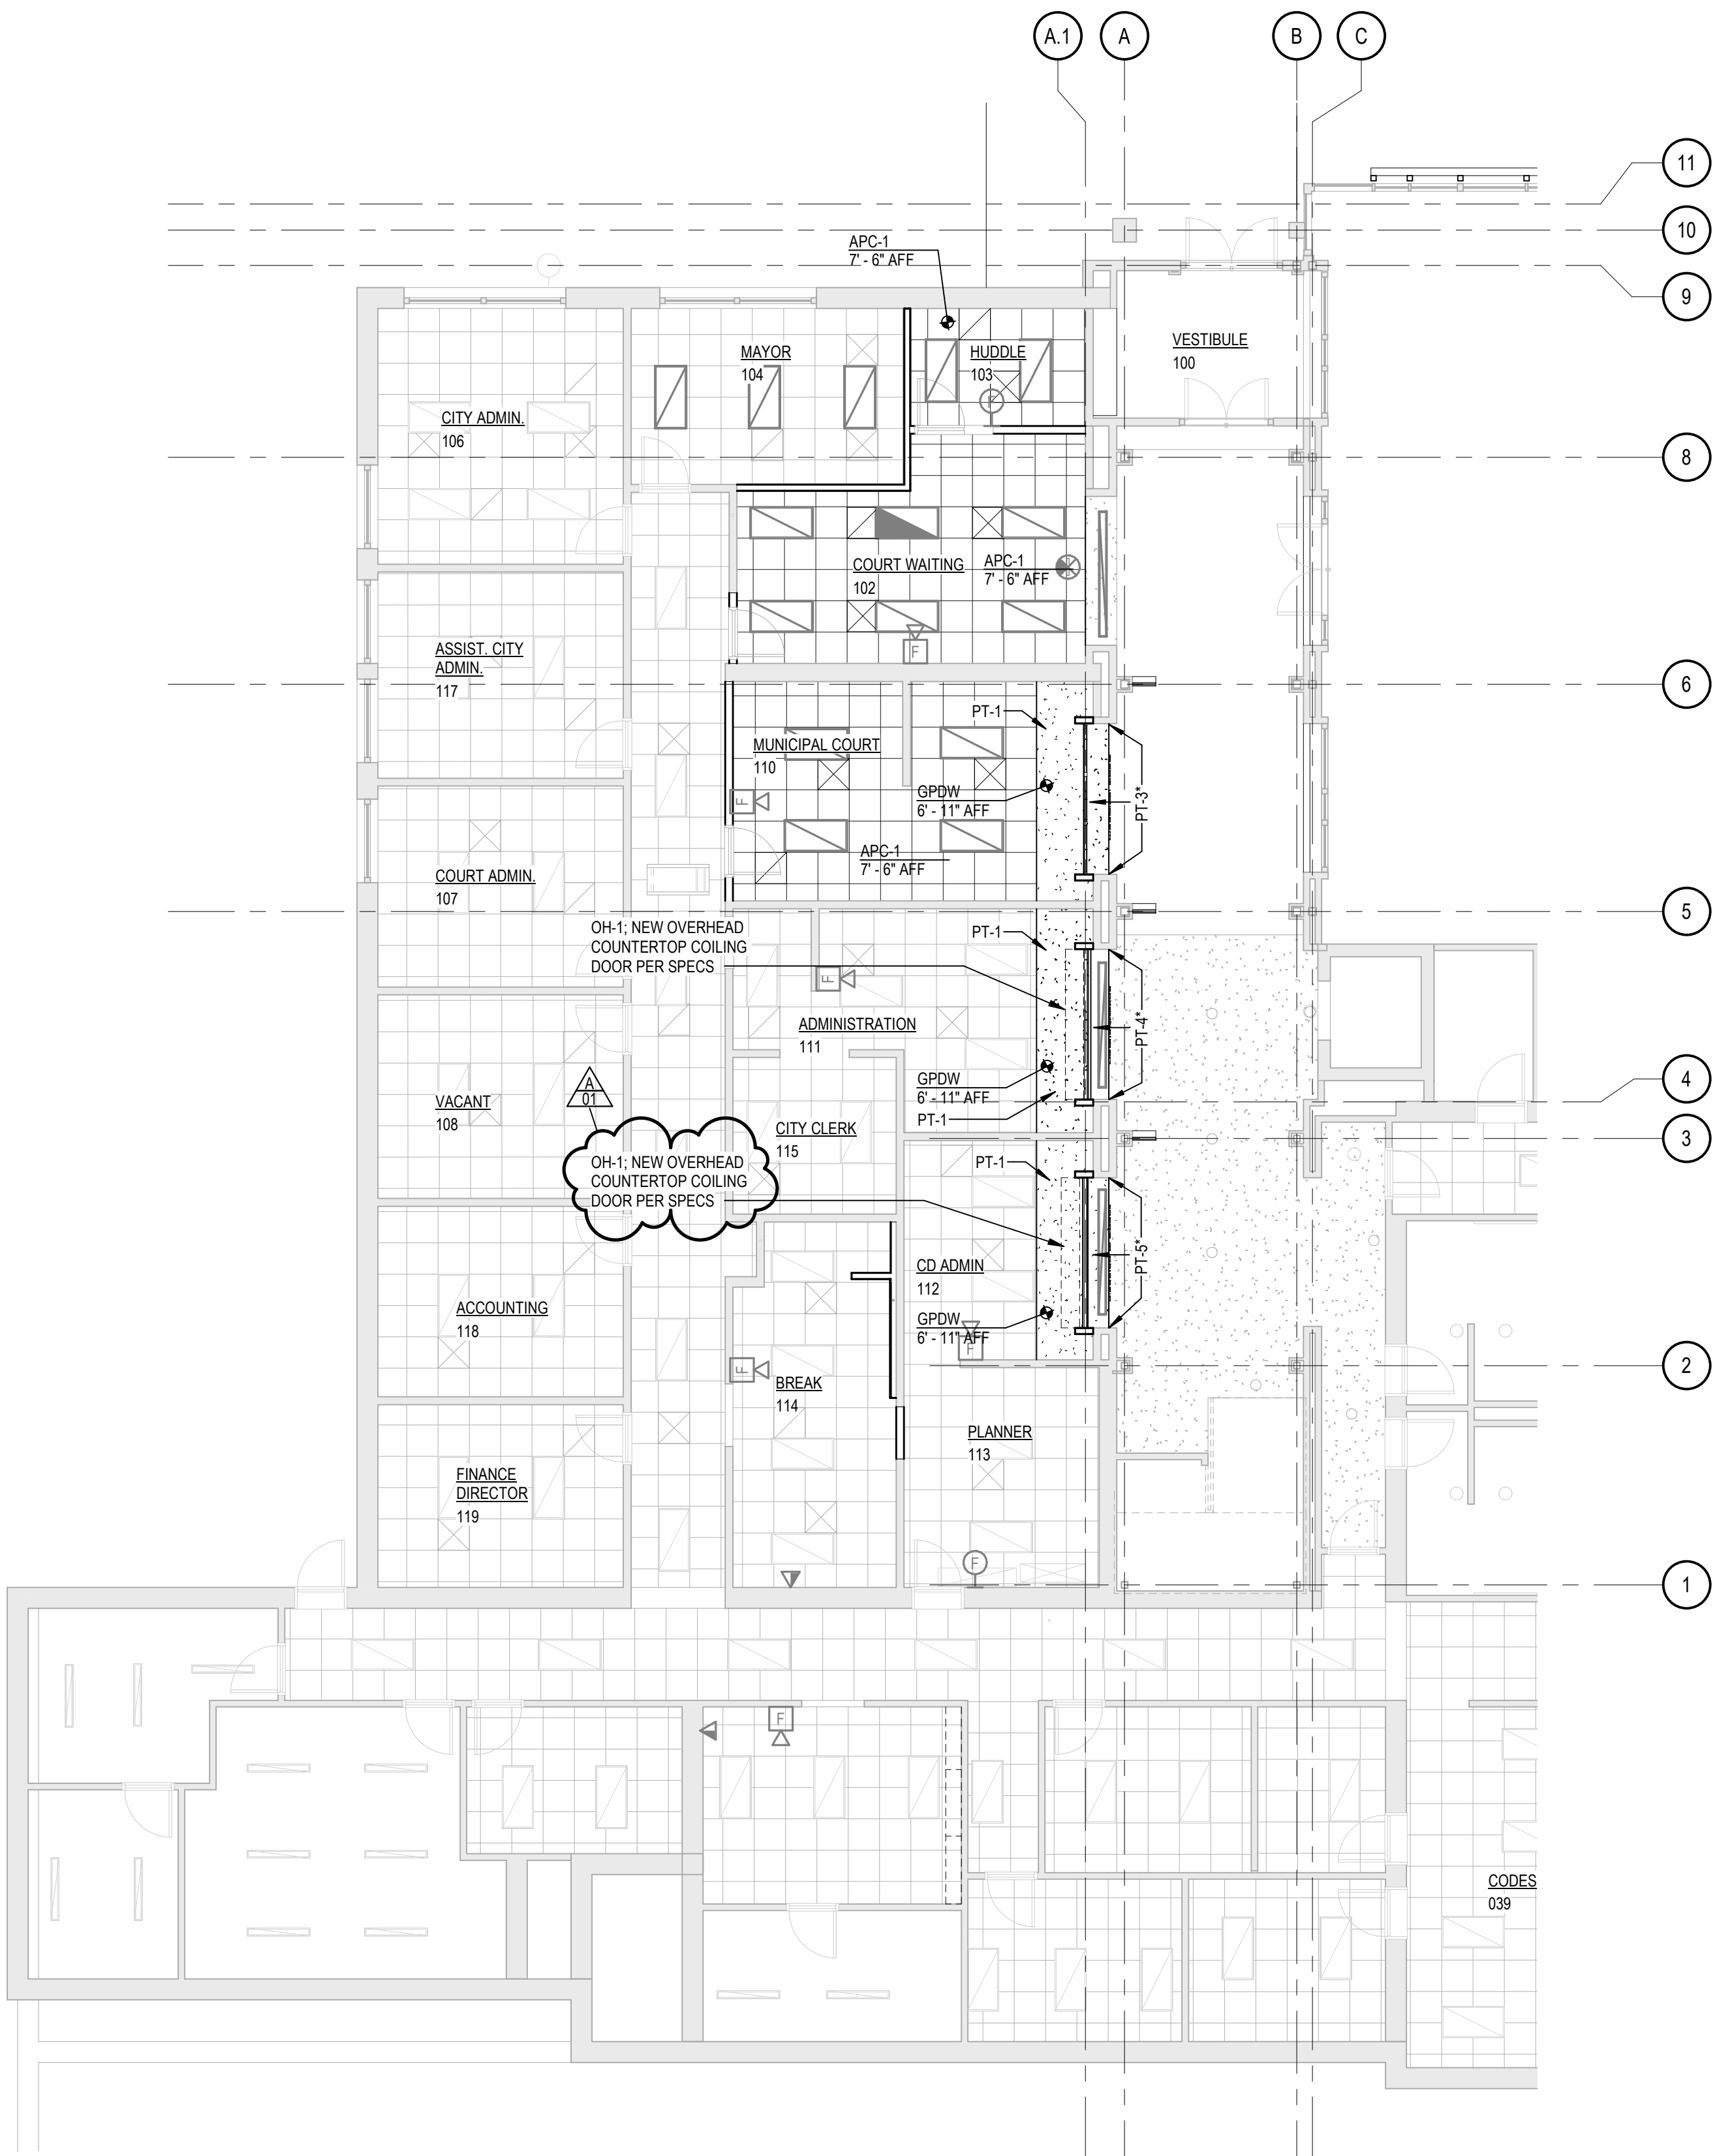 A.1
A
B
C
11
10
9
8
6
5
4
3
2
1
APC-1
7' - 6" AFF
MAYOR
104
HUDDLE
103
F
VESTIBULE
100
CITY ADMIN.
106
COURT WAITING
102
APC-1
7' - 6" AFF
F
ASSIST. CITY
ADMIN.
117
PT-1
MUNICIPAL COURT
110
F
GPDW
6' - 11" AFF
PT-3*
APC-1
7' - 6" AFF
COURT ADMIN.
107
OH-1; NEW OVERHEAD
COUNTERTOP COILING
DOOR PER SPECS
PT-1
F
ADMINISTRATION
111
PT-4*
GPDW
6' - 11" AFF
PT-1
VACANT
108
A
01
CITY CLERK
115
OH-1; NEW OVERHEAD
COUNTERTOP COILING
DOOR PER SPECS
PT-1
PT-5*
CD ADMIN
112
GPDW
6' - 11" AFF
F
ACCOUNTING
118
F
BREAK
114
PLANNER
113
FINANCE
DIRECTOR
119
F
F
CODES
039